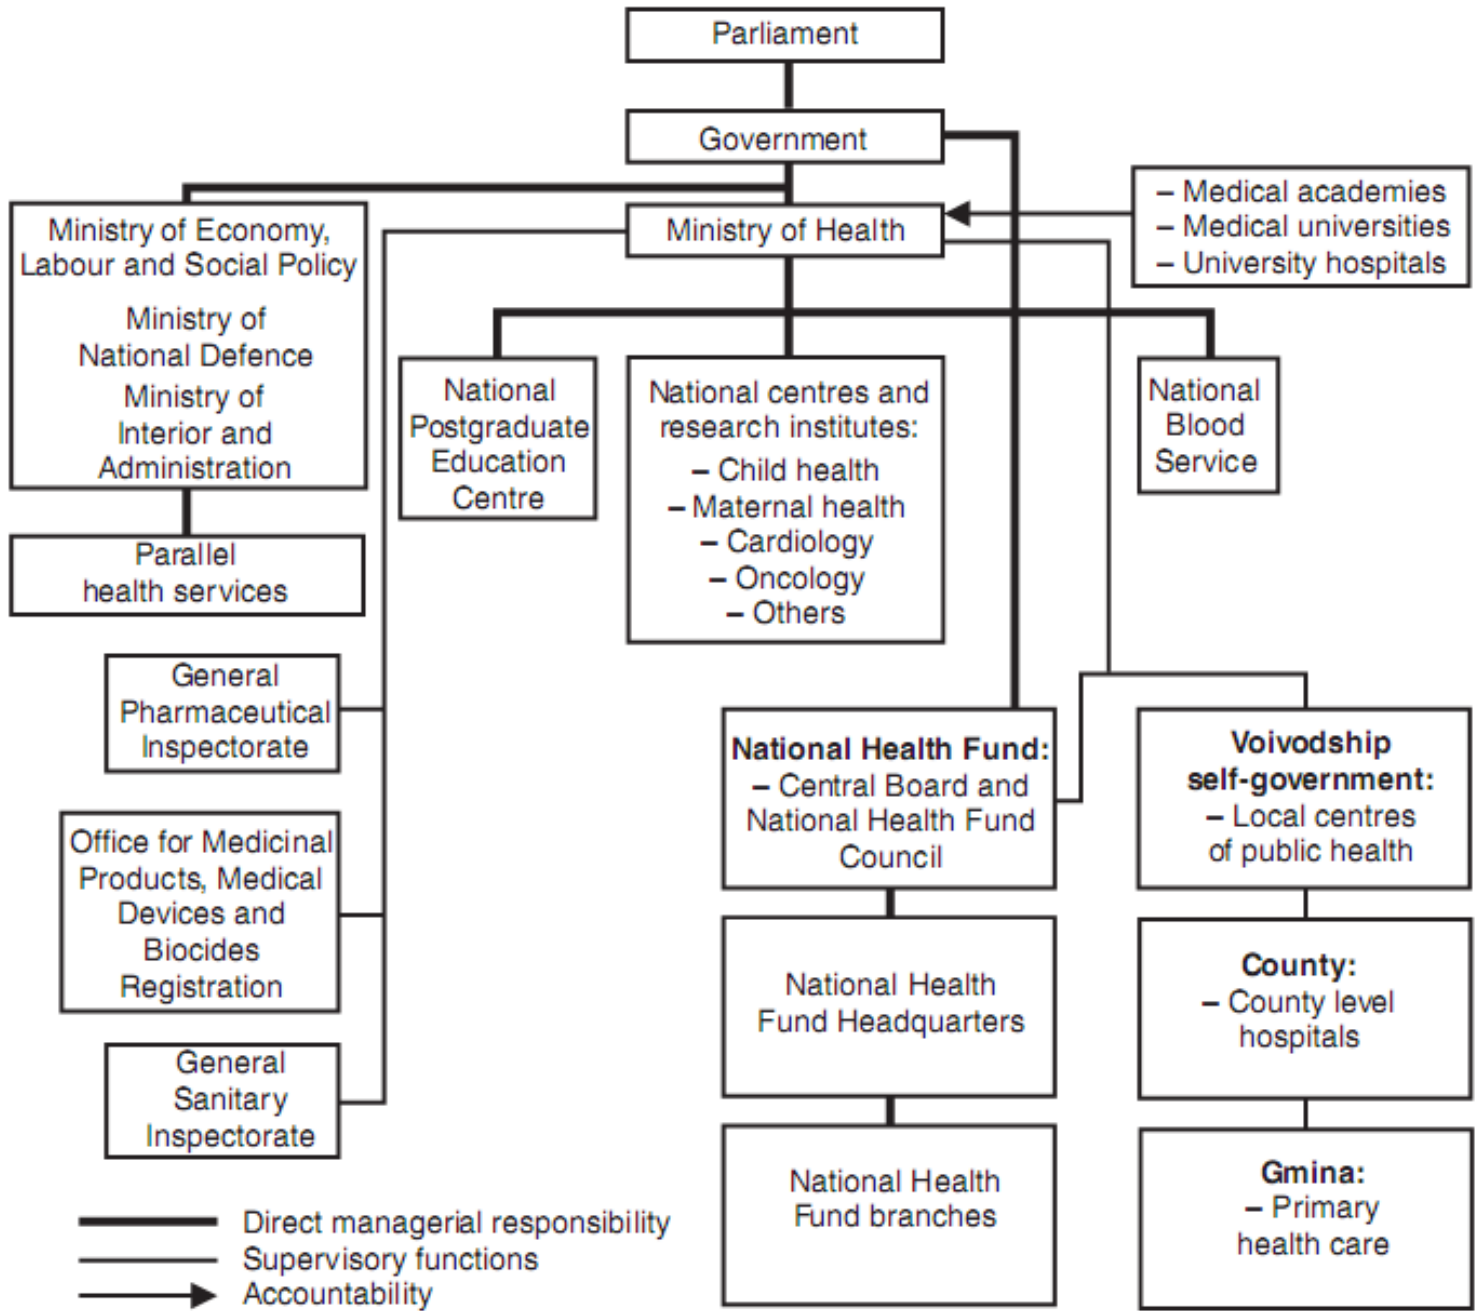 Parliament
Government
– Medical academies
– Medical universities
– University hospitals
Ministry of Economy,
Labour and Social Policy
Ministry of
National Defence
Ministry of
Interior and
Administration
Ministry of Health
National
Postgraduate
Education
Centre
National centres and
research institutes:
– Child health
– Maternal health
– Cardiology
– Oncology
– Others
National
Blood
Service
Parallel
health services
General
Pharmaceutical
Inspectorate
Office for Medicinal
Products, Medical
Devices and
Biocides
Registration
General
Sanitary
Inspectorate
National Health Fund:
– Central Board and
National Health Fund
Council
National Health
Fund Headquarters
National Health
Fund branches
Voivodship
self-government:
– Local centres
of public health
County:
– County level
hospitals
Gmina:
– Primary
health care
Direct managerial responsibility
Supervisory functions
Accountability